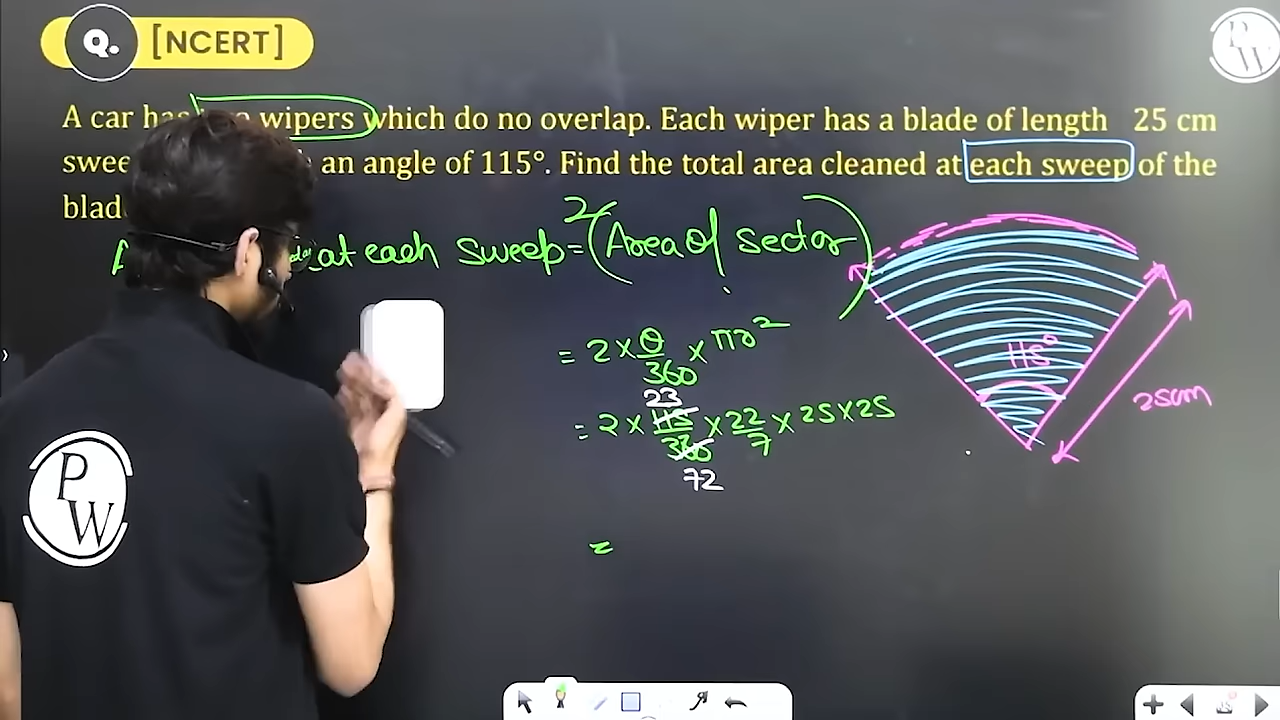 Q. [NCERT]
PW
A car has wipers which do no overlap. Each wiper has a blade of length 25 cm
an angle of 115°. Find the total area cleaned at each sweep of the
at each sweep = 2 (Area of sector)
= 2 × θ/360 × πr²
= 2 × 115/360 × 22/7 × 25 × 25
23
72
=
115°
25cm
PW